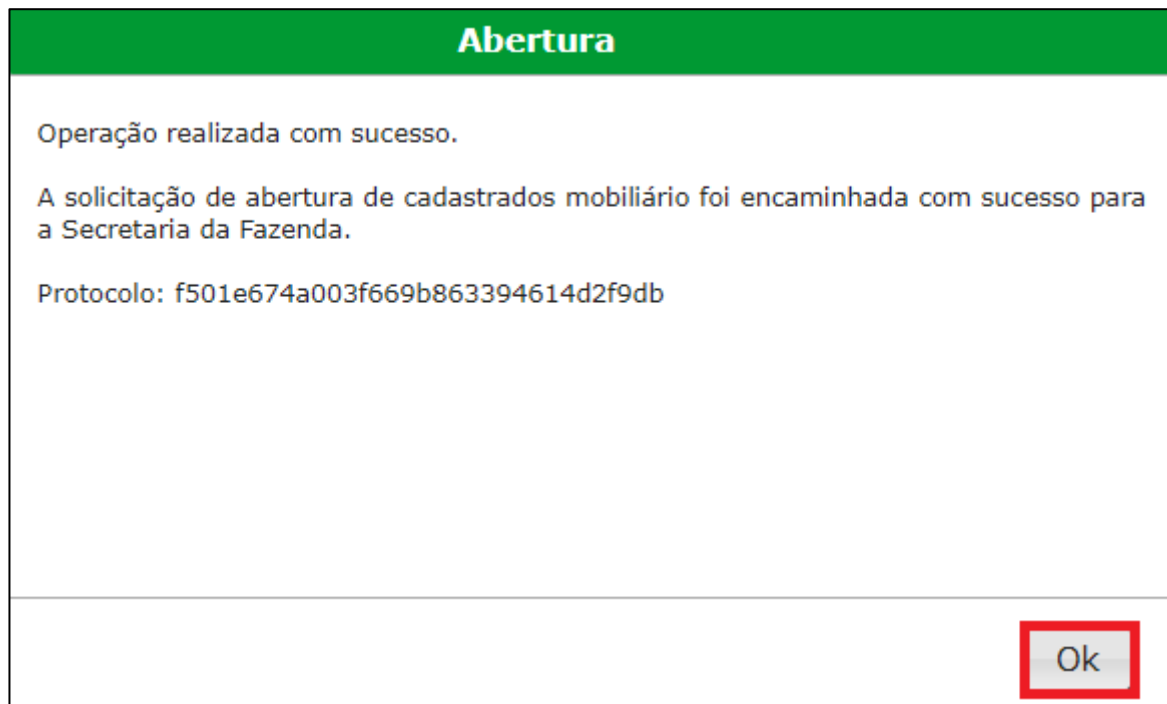 Abertura
Operação realizada com sucesso.
A solicitação de abertura de cadastrados mobiliário foi encaminhada com sucesso para
a Secretaria da Fazenda.
Protocolo: f501e674a003f669b863394614d2f9db
Ok